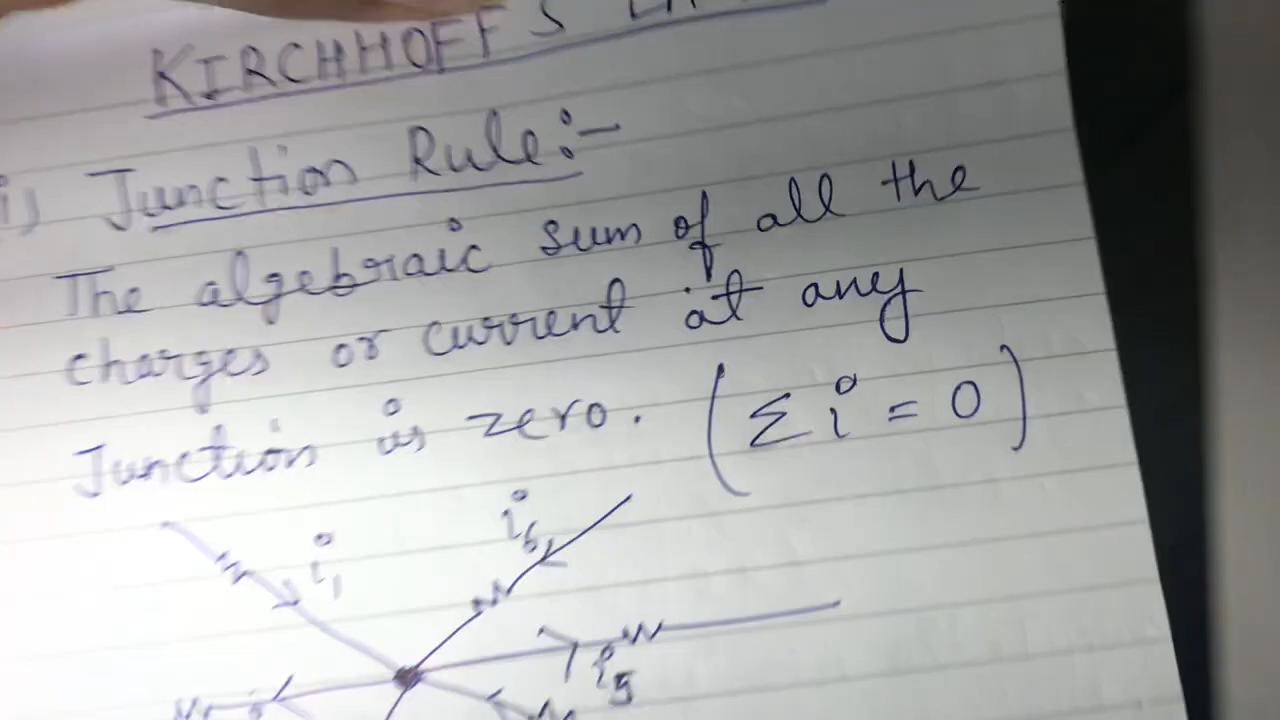 KIRCHHOFF'S
i) Junction Rule:-
The algebraic sum of all the
charges or current at any
Junction is zero. (Σi = 0)
i₁
i₆
i₅